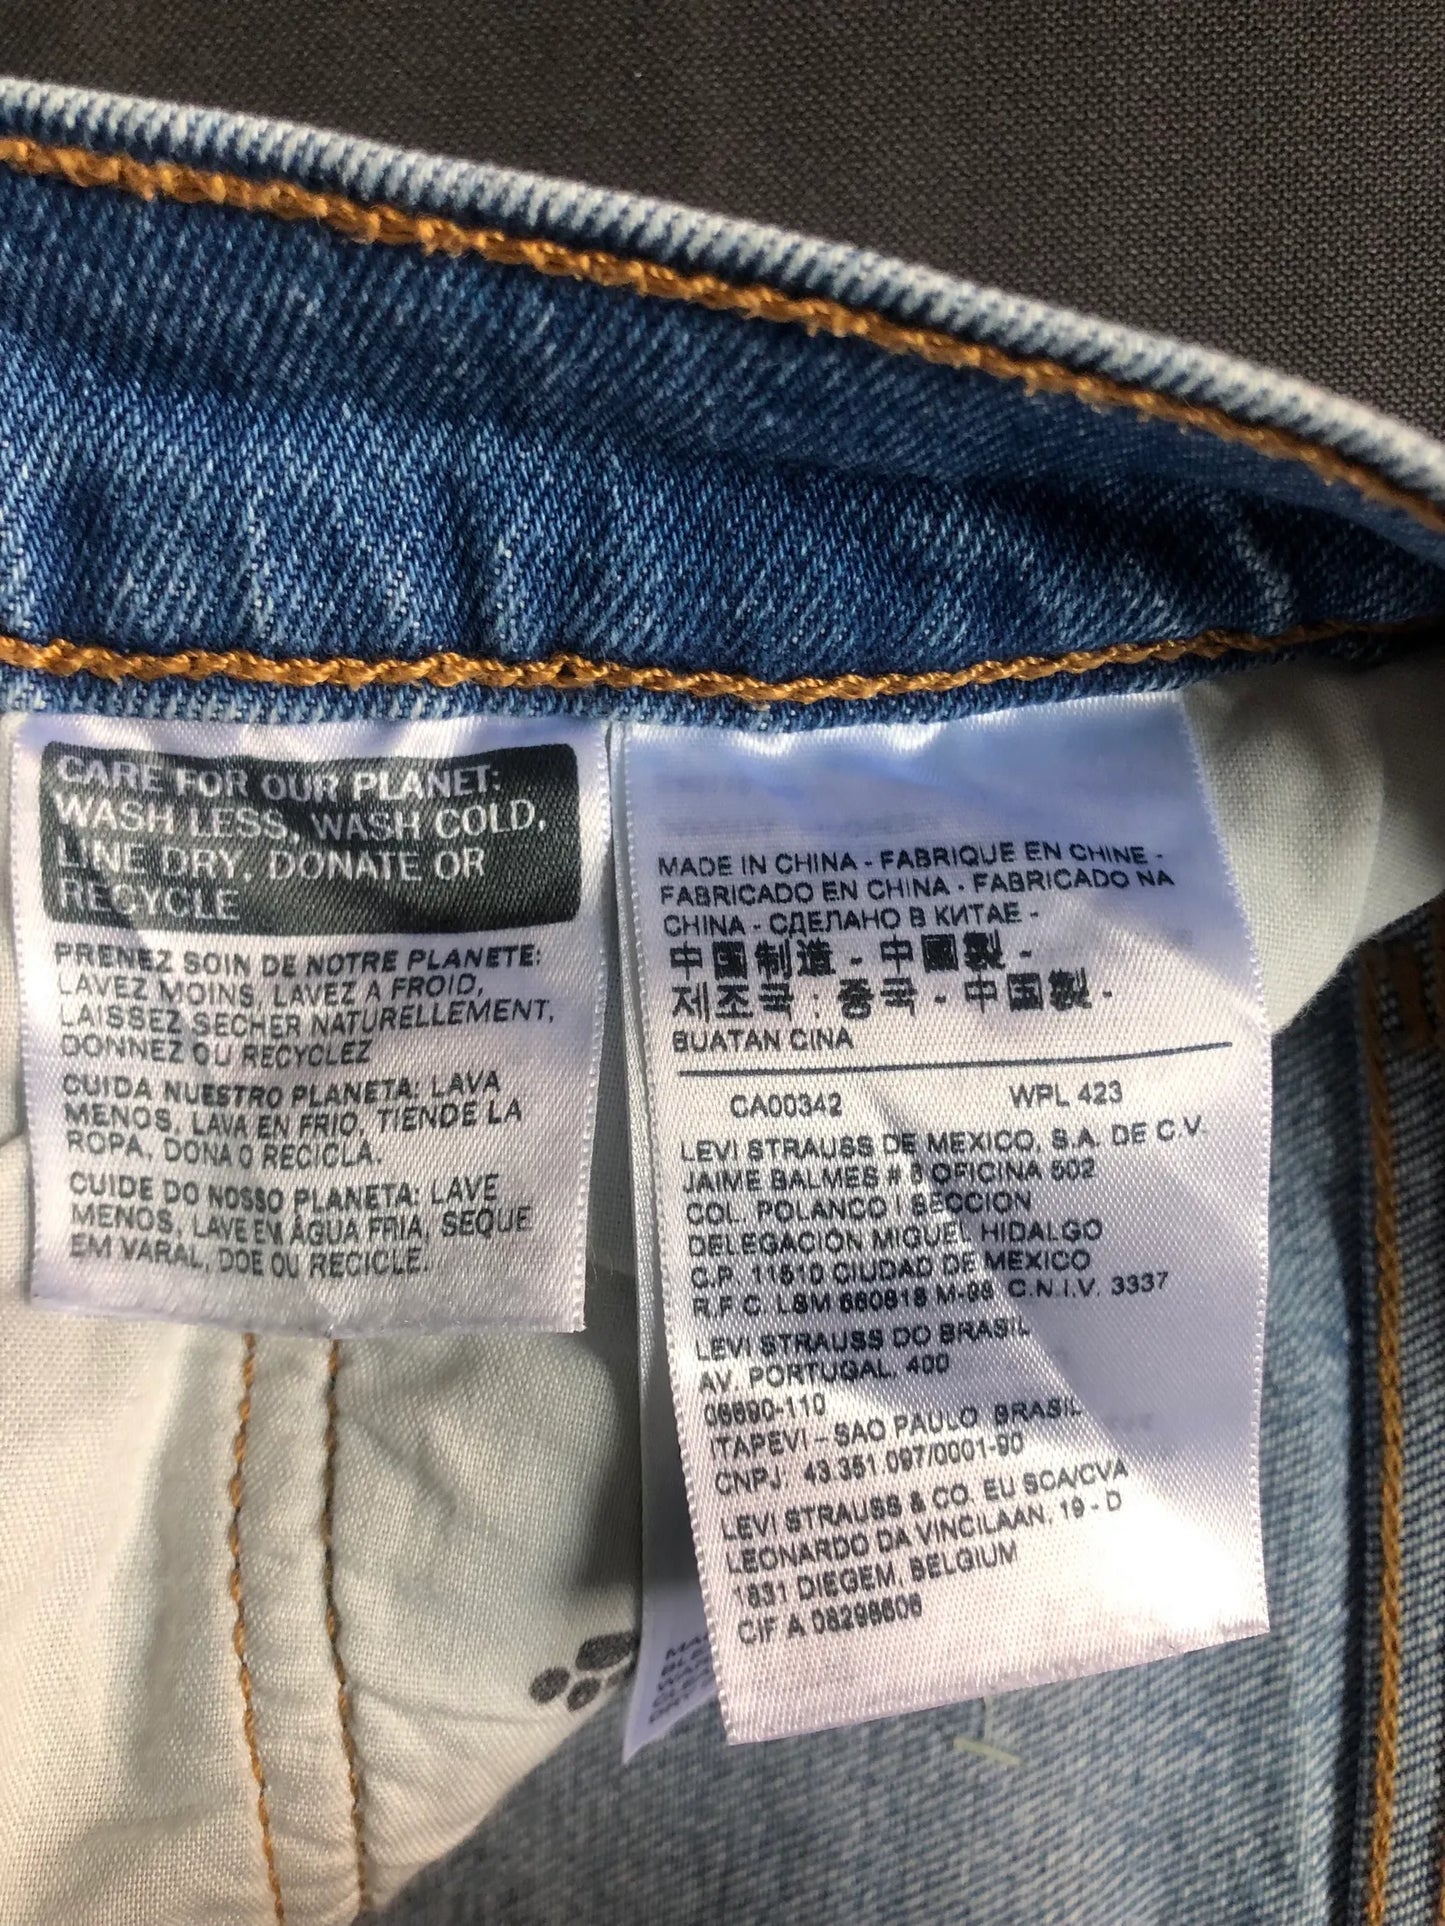 CARE FOR OUR PLANET:
WASH LESS, WASH COLD,
LINE DRY, DONATE OR
RECYCLE
PRENEZ SOIN DE NOTRE PLANETE:
LAVEZ MOINS, LAVEZ A FROID,
LAISSEZ SECHER NATURELLEMENT,
DONNEZ OU RECYCLEZ
CUIDA NUESTRO PLANETA: LAVA
MENOS, LAVA EN FRIO, TIENDE LA
ROPA, DONA O RECICLA.
CUIDE DO NOSSO PLANETA: LAVE
MENOS, LAVE EM ÁGUA FRIA, SEQUE
EM VARAL, DOE OU RECICLE.
MADE IN CHINA - FABRIQUE EN CHINE -
FABRICADO EN CHINA - FABRICADO NA
CHINA - СДЕЛАНО В КИТАЕ -
中国制造 - 中國製 -
제조국 : 중국 - 中国製 -
BUATAN CINA
CA00342 WPL 423
LEVI STRAUSS DE MEXICO, S.A. DE C.V.
JAIME BALMES # 8 OFICINA 502
COL. POLANCO I SECCION
DELEGACION MIGUEL HIDALGO
C.P. 11510 CIUDAD DE MEXICO
R.F.C. LSM 660818 M-98 C.N.I.V. 3337
LEVI STRAUSS DO BRASIL
AV. PORTUGAL, 400
06690-110
ITAPEVI – SAO PAULO BRASIL
CNPJ: 43.351.097/0001-90
LEVI STRAUSS & CO. EU SCA/CVA
LEONARDO DA VINCILAAN, 19 - D
1831 DIEGEM, BELGIUM
CIF A 08298606